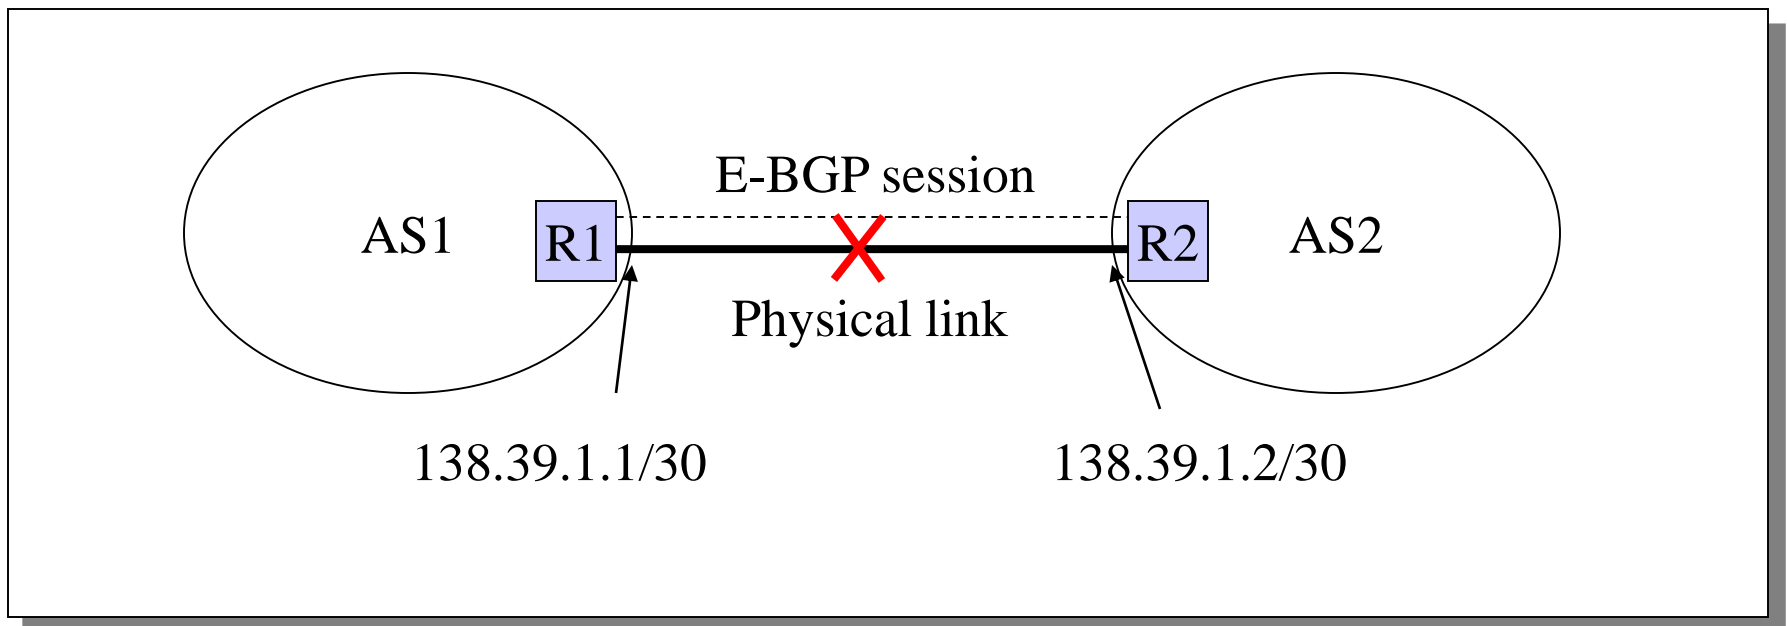 E-BGP session
AS1
R1
R2
AS2
Physical link
138.39.1.1/30
138.39.1.2/30